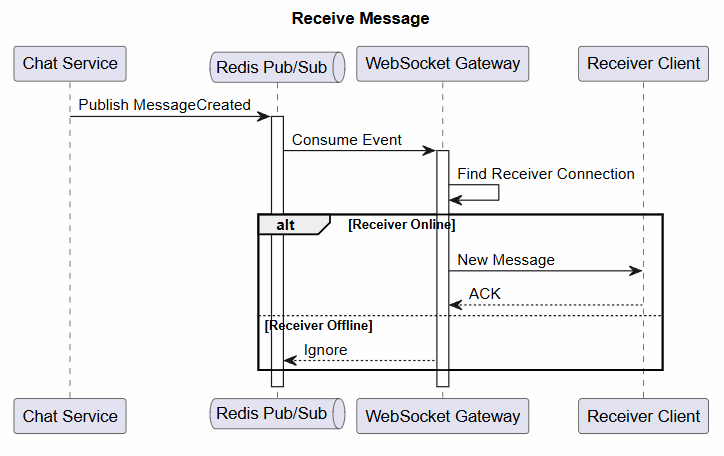 Receive Message
Chat Service
Redis Pub/Sub
WebSocket Gateway
Receiver Client
Publish MessageCreated
Consume Event
Find Receiver Connection
alt [Receiver Online]
New Message
ACK
[Receiver Offline]
Ignore
Chat Service
Redis Pub/Sub
WebSocket Gateway
Receiver Client